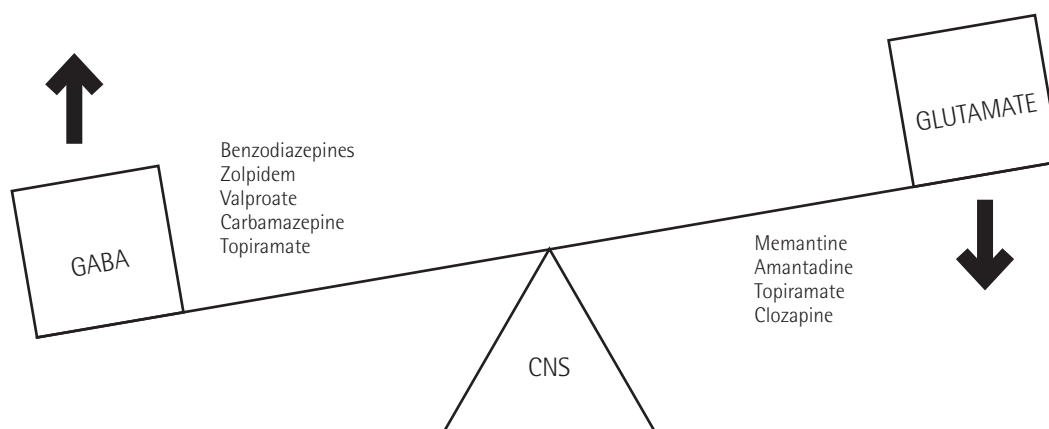 GLUTAMATE
Benzodiazepines
Zolpidem
Valproate
Carbamazepine
Topiramate
GABA
Memantine
Amantadine
Topiramate
Clozapine
CNS